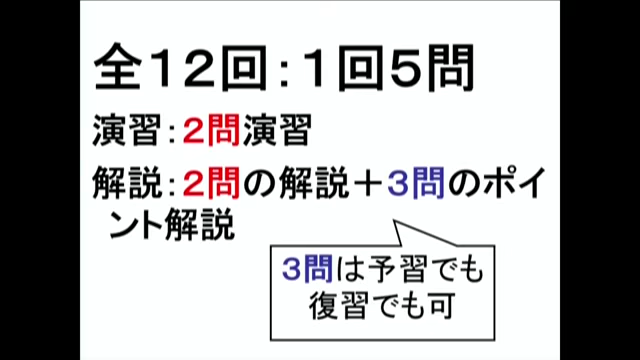 全１２回：１回５問
演習：２問演習
解説：２問の解説＋３問のポイ
ント解説
３問は予習でも
復習でも可